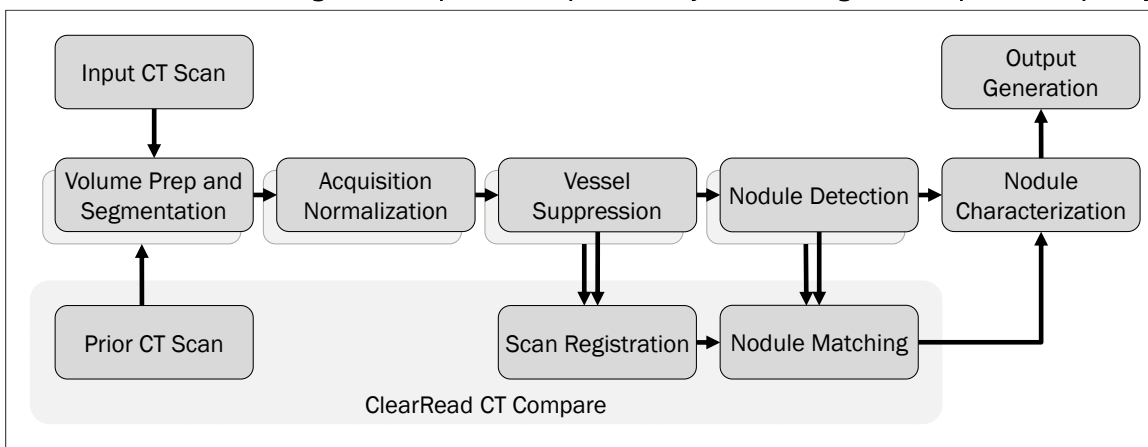 Input CT Scan
Output
Generation
Volume Prep and
Segmentation
Acquisition
Normalization
Vessel
Suppression
Nodule Detection
Nodule
Characterization
Prior CT Scan
Scan Registration
Nodule Matching
ClearRead CT Compare